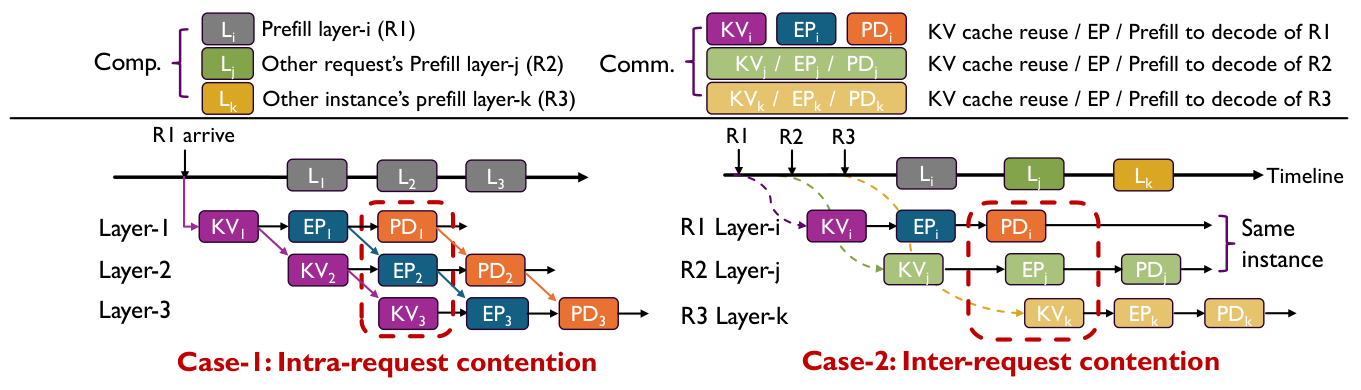 Comp.
Lᵢ Prefill layer-i (R1)
Lⱼ Other request's Prefill layer-j (R2)
Lₖ Other instance's prefill layer-k (R3)
Comm.
KVᵢ EPᵢ PDᵢ KV cache reuse / EP / Prefill to decode of R1
KVⱼ / EPⱼ / PDⱼ KV cache reuse / EP / Prefill to decode of R2
KVₖ / EPₖ / PDₖ KV cache reuse / EP / Prefill to decode of R3
R1 arrive
L₁ L₂ L₃
Layer-1 KV₁ EP₁ PD₁
Layer-2 KV₂ EP₂ PD₂
Layer-3 KV₃ EP₃ PD₃
Case-1: Intra-request contention
R1 R2 R3
Lᵢ Lⱼ Lₖ Timeline
R1 Layer-i KVᵢ EPᵢ PDᵢ
R2 Layer-j KVⱼ EPⱼ PDⱼ
R3 Layer-k KVₖ EPₖ PDₖ
Same
instance
Case-2: Inter-request contention